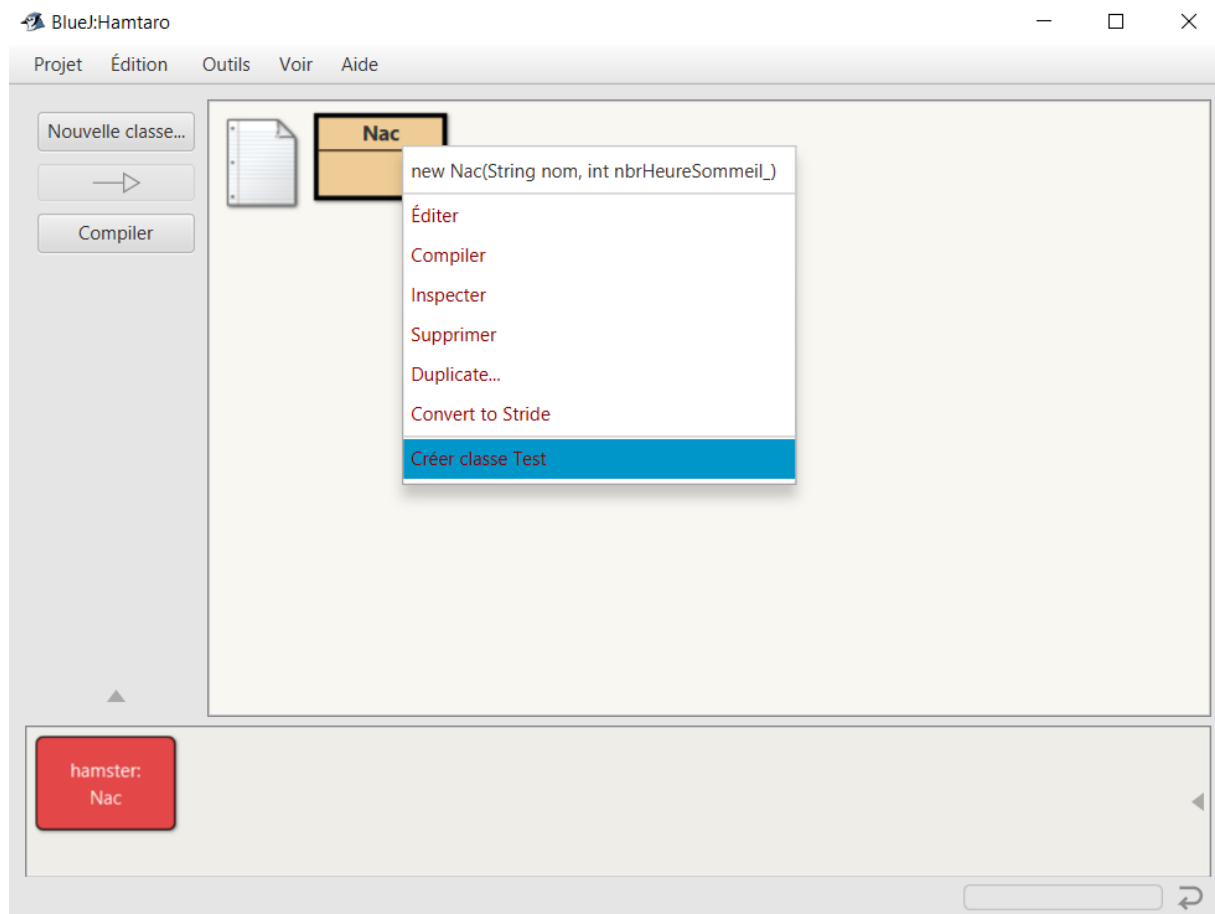 BlueJ:Hamtaro
Projet Édition Outils Voir Aide
Nouvelle classe...
Compiler
Nac
new Nac(String nom, int nbrHeureSommeil_)
Éditer
Compiler
Inspecter
Supprimer
Duplicate...
Convert to Stride
Créer classe Test
hamster:
Nac